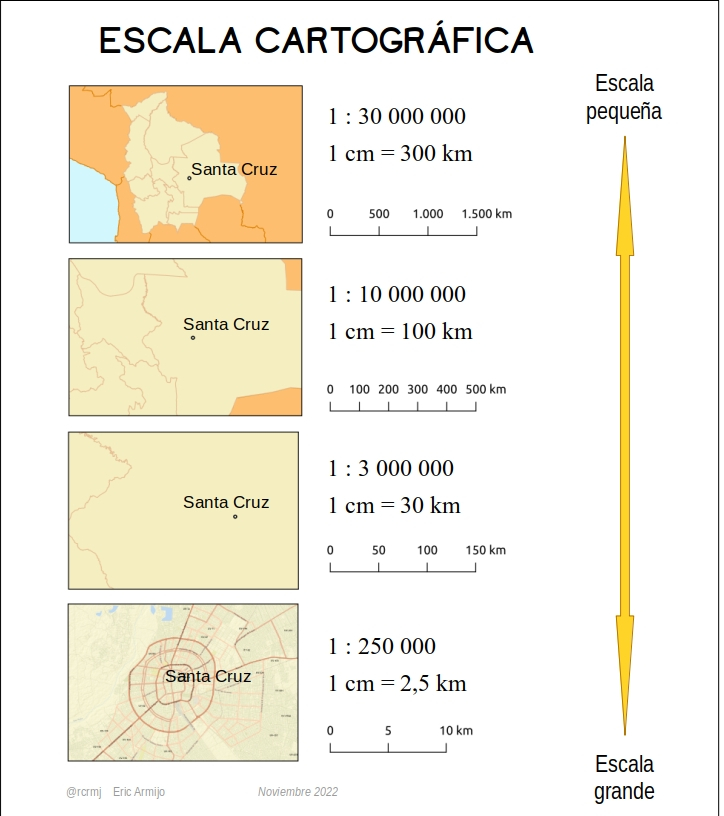 ESCALA CARTOGRÁFICA
Escala
pequeña
Santa Cruz
1 : 30 000 000
1 cm = 300 km
0 500 1.000 1.500 km
Santa Cruz
1 : 10 000 000
1 cm = 100 km
0 100 200 300 400 500 km
Santa Cruz
1 : 3 000 000
1 cm = 30 km
0 50 100 150 km
Santa Cruz
1 : 250 000
1 cm = 2,5 km
0 5 10 km
Escala
grande
@rcrmj Eric Armijo Noviembre 2022